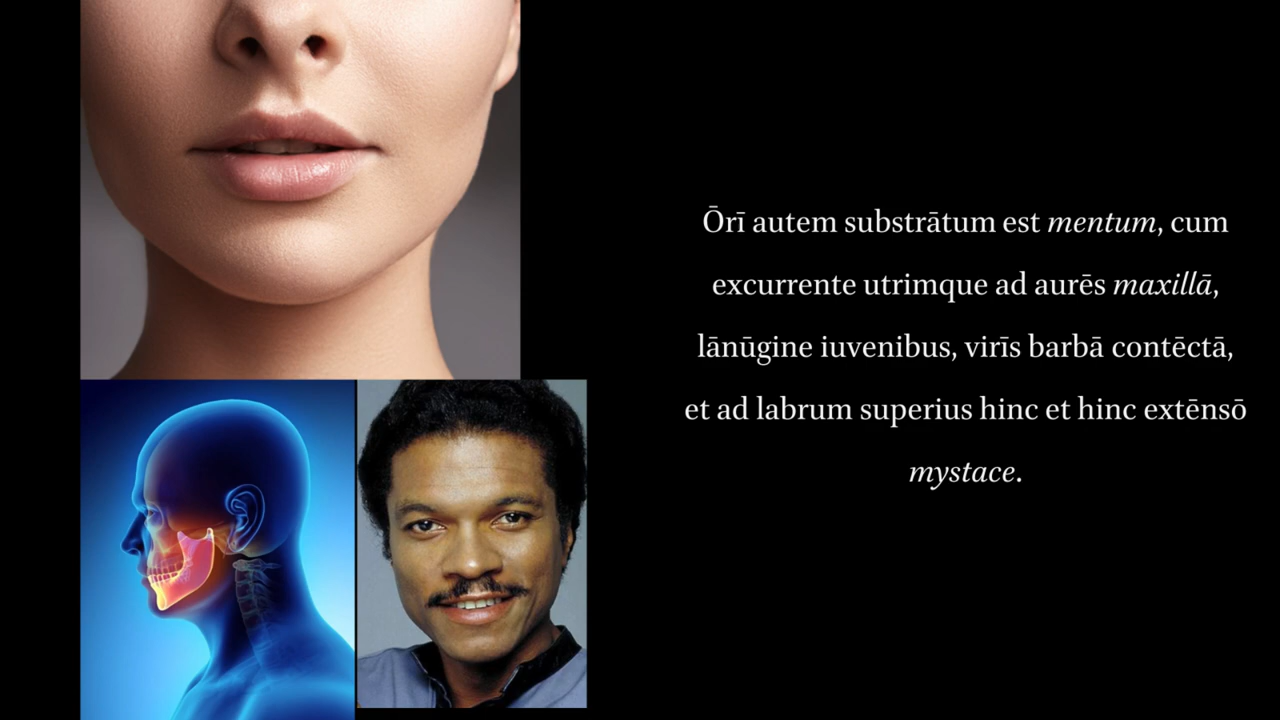 Ōrī autem substrātum est mentum, cum
excurrente utrimque ad aurēs maxillā,
lānūgine iuvenibus, virīs barbā contēctā,
et ad labrum superius hinc et hinc extēnsō
mystace.